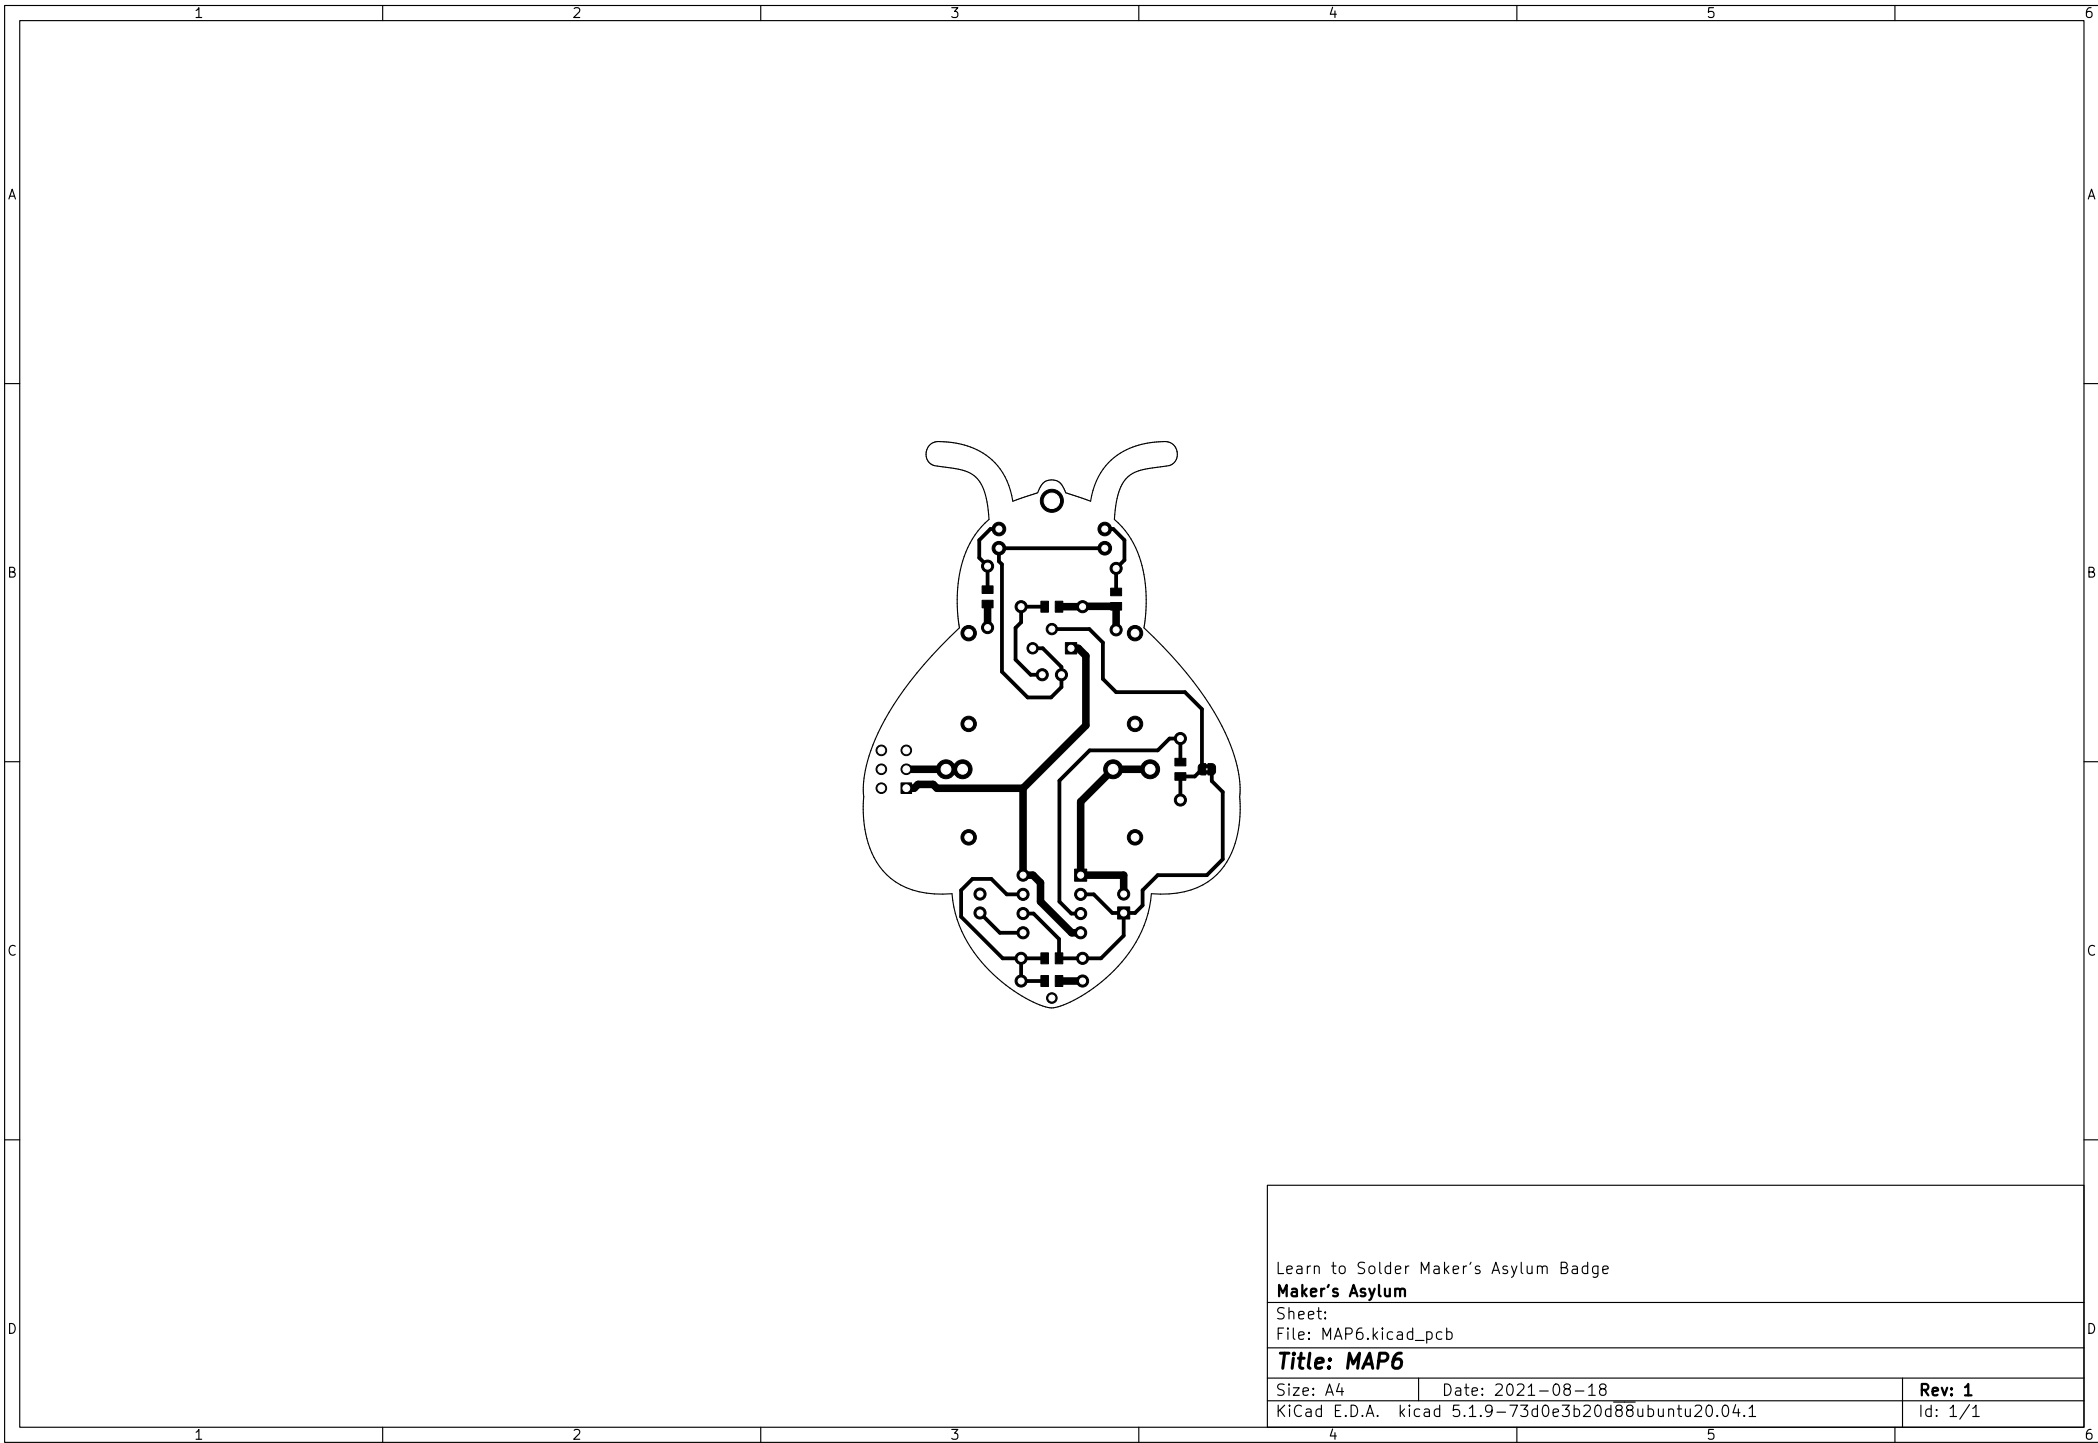 1 2 3 4 5 6
A A
B B
C C
D D
Learn to Solder Maker's Asylum Badge
Maker's Asylum
Sheet:
File: MAP6.kicad_pcb
Title: MAP6
Size: A4 Date: 2021-08-18 Rev: 1
KiCad E.D.A. kicad 5.1.9-73d0e3b20d88ubuntu20.04.1 Id: 1/1
1 2 3 4 5 6